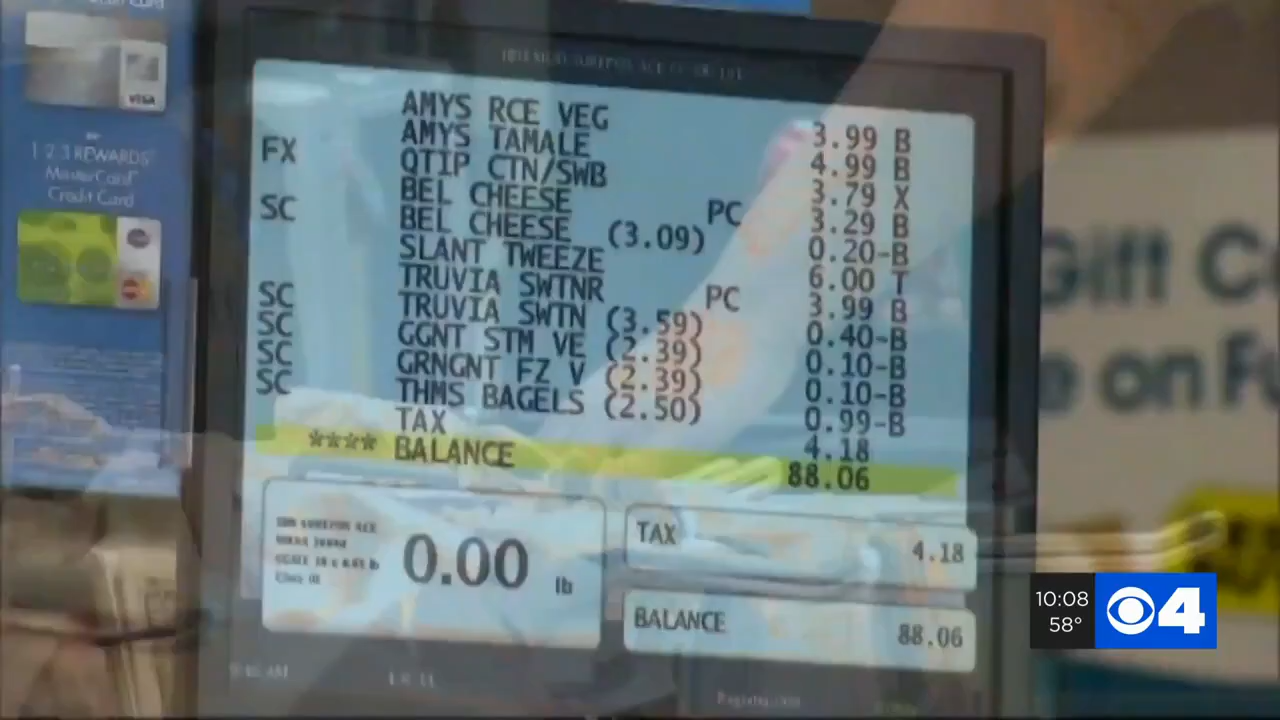 VISA
1-2-3 REWARDS
MasterCard
Credit Card
AMYS RCE VEG 3.99 B
FX AMYS TAMALE 4.99 B
QTIP CTN/SWB 3.79 X
SC BEL CHEESE PC 3.29 B
BEL CHEESE (3.09) 0.20-B
SLANT TWEEZE 6.00 T
TRUVIA SWTNR PC 3.99 B
SC TRUVIA SWTN (3.59) 0.40-B
SC GGNT STM VE (2.39) 0.10-B
SC GRNGNT FZ V (2.39) 0.10-B
SC THMS BAGELS (2.50) 0.99-B
TAX 4.18
**** BALANCE 88.06
0.00 lb
TAX 4.18
BALANCE 88.06
Gift C
on Fu
10:08
58°
4